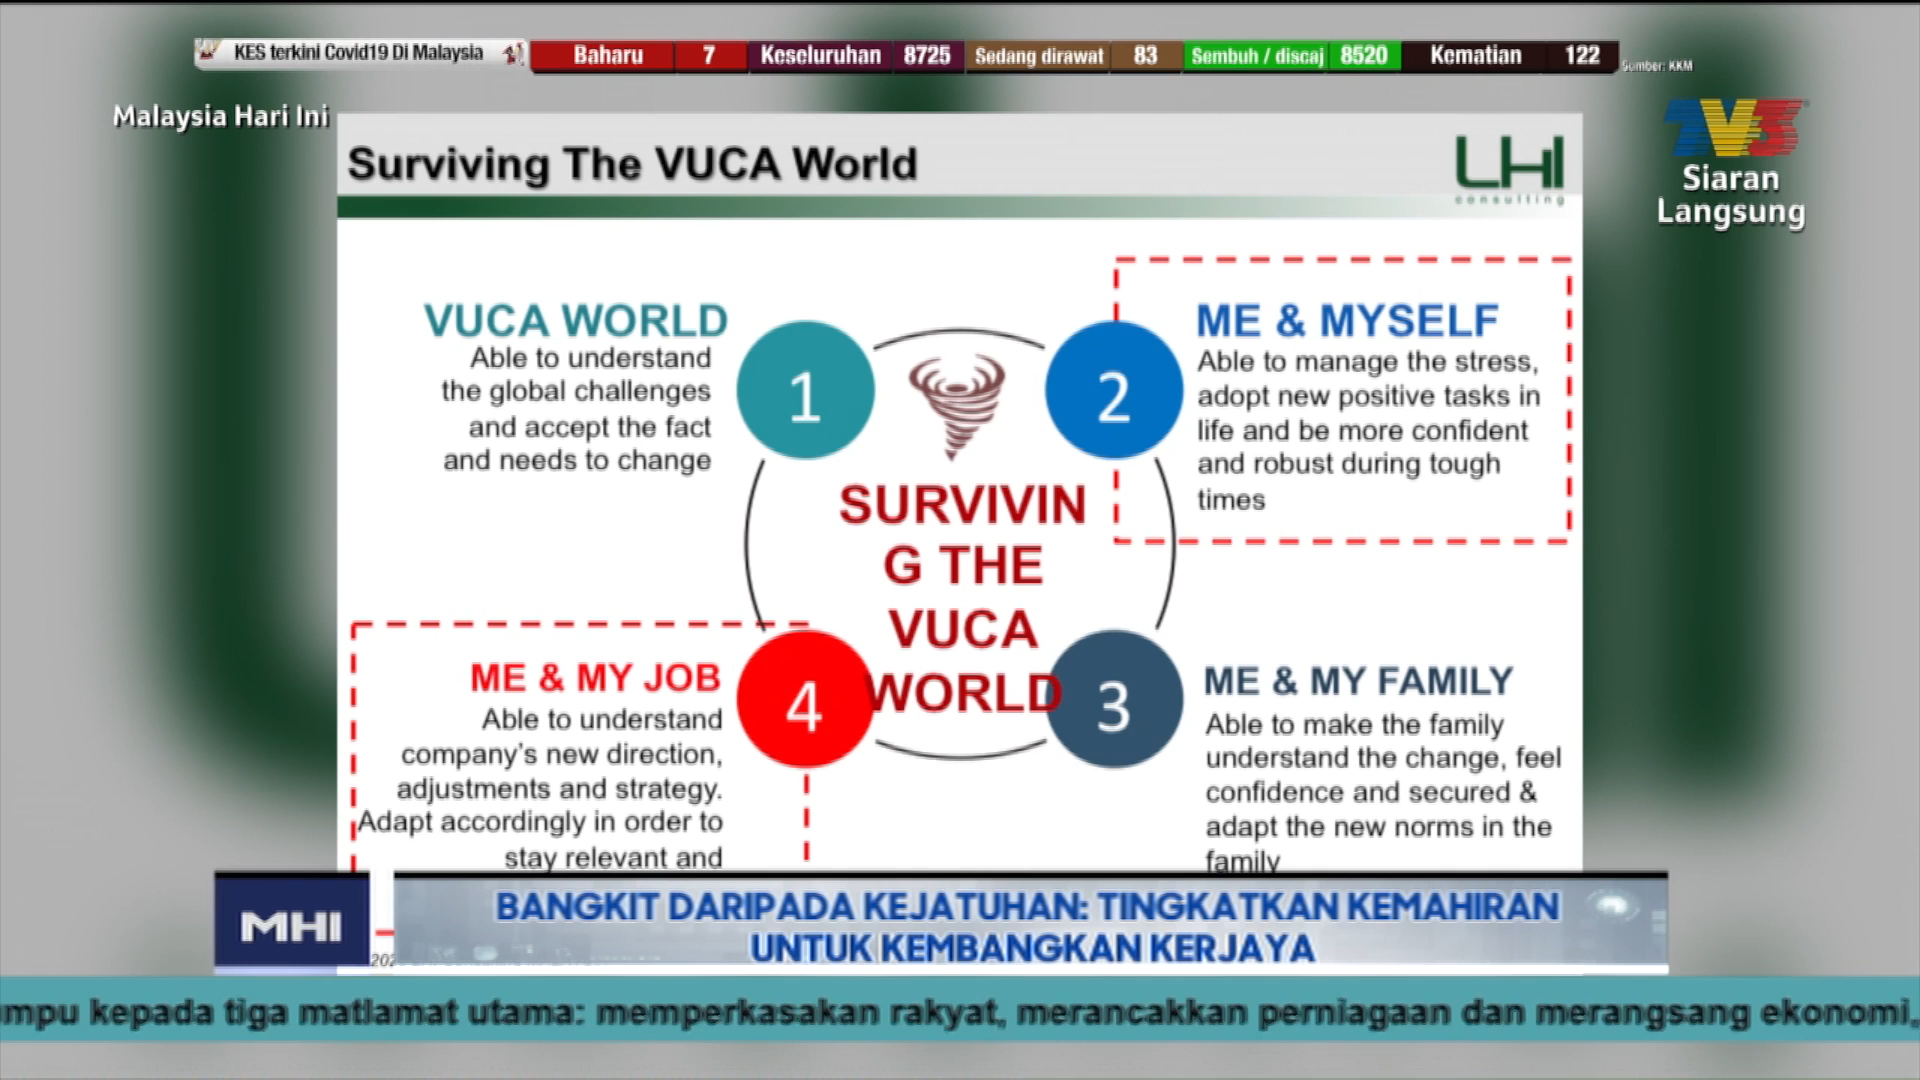 KES terkini Covid19 Di Malaysia Baharu 7 Keseluruhan 8725 Sedang dirawat 83 Sembuh / discaj 8520 Kematian 122
Sumber: KKM
Malaysia Hari Ini
TV3
Siaran
Langsung
Surviving The VUCA World
LHI
consulting
VUCA WORLD
Able to understand
the global challenges
and accept the fact
and needs to change
1
2
ME & MYSELF
Able to manage the stress,
adopt new positive tasks in
life and be more confident
and robust during tough
times
SURVIVIN
G THE
VUCA
WORLD
ME & MY JOB
Able to understand
company's new direction,
adjustments and strategy.
Adapt accordingly in order to
stay relevant and
4
3
ME & MY FAMILY
Able to make the family
understand the change, feel
confidence and secured &
adapt the new norms in the
family
MHI
BANGKIT DARIPADA KEJATUHAN: TINGKATKAN KEMAHIRAN
UNTUK KEMBANGKAN KERJAYA
mpu kepada tiga matlamat utama: memperkasakan rakyat, merancakkan perniagaan dan merangsang ekonomi,